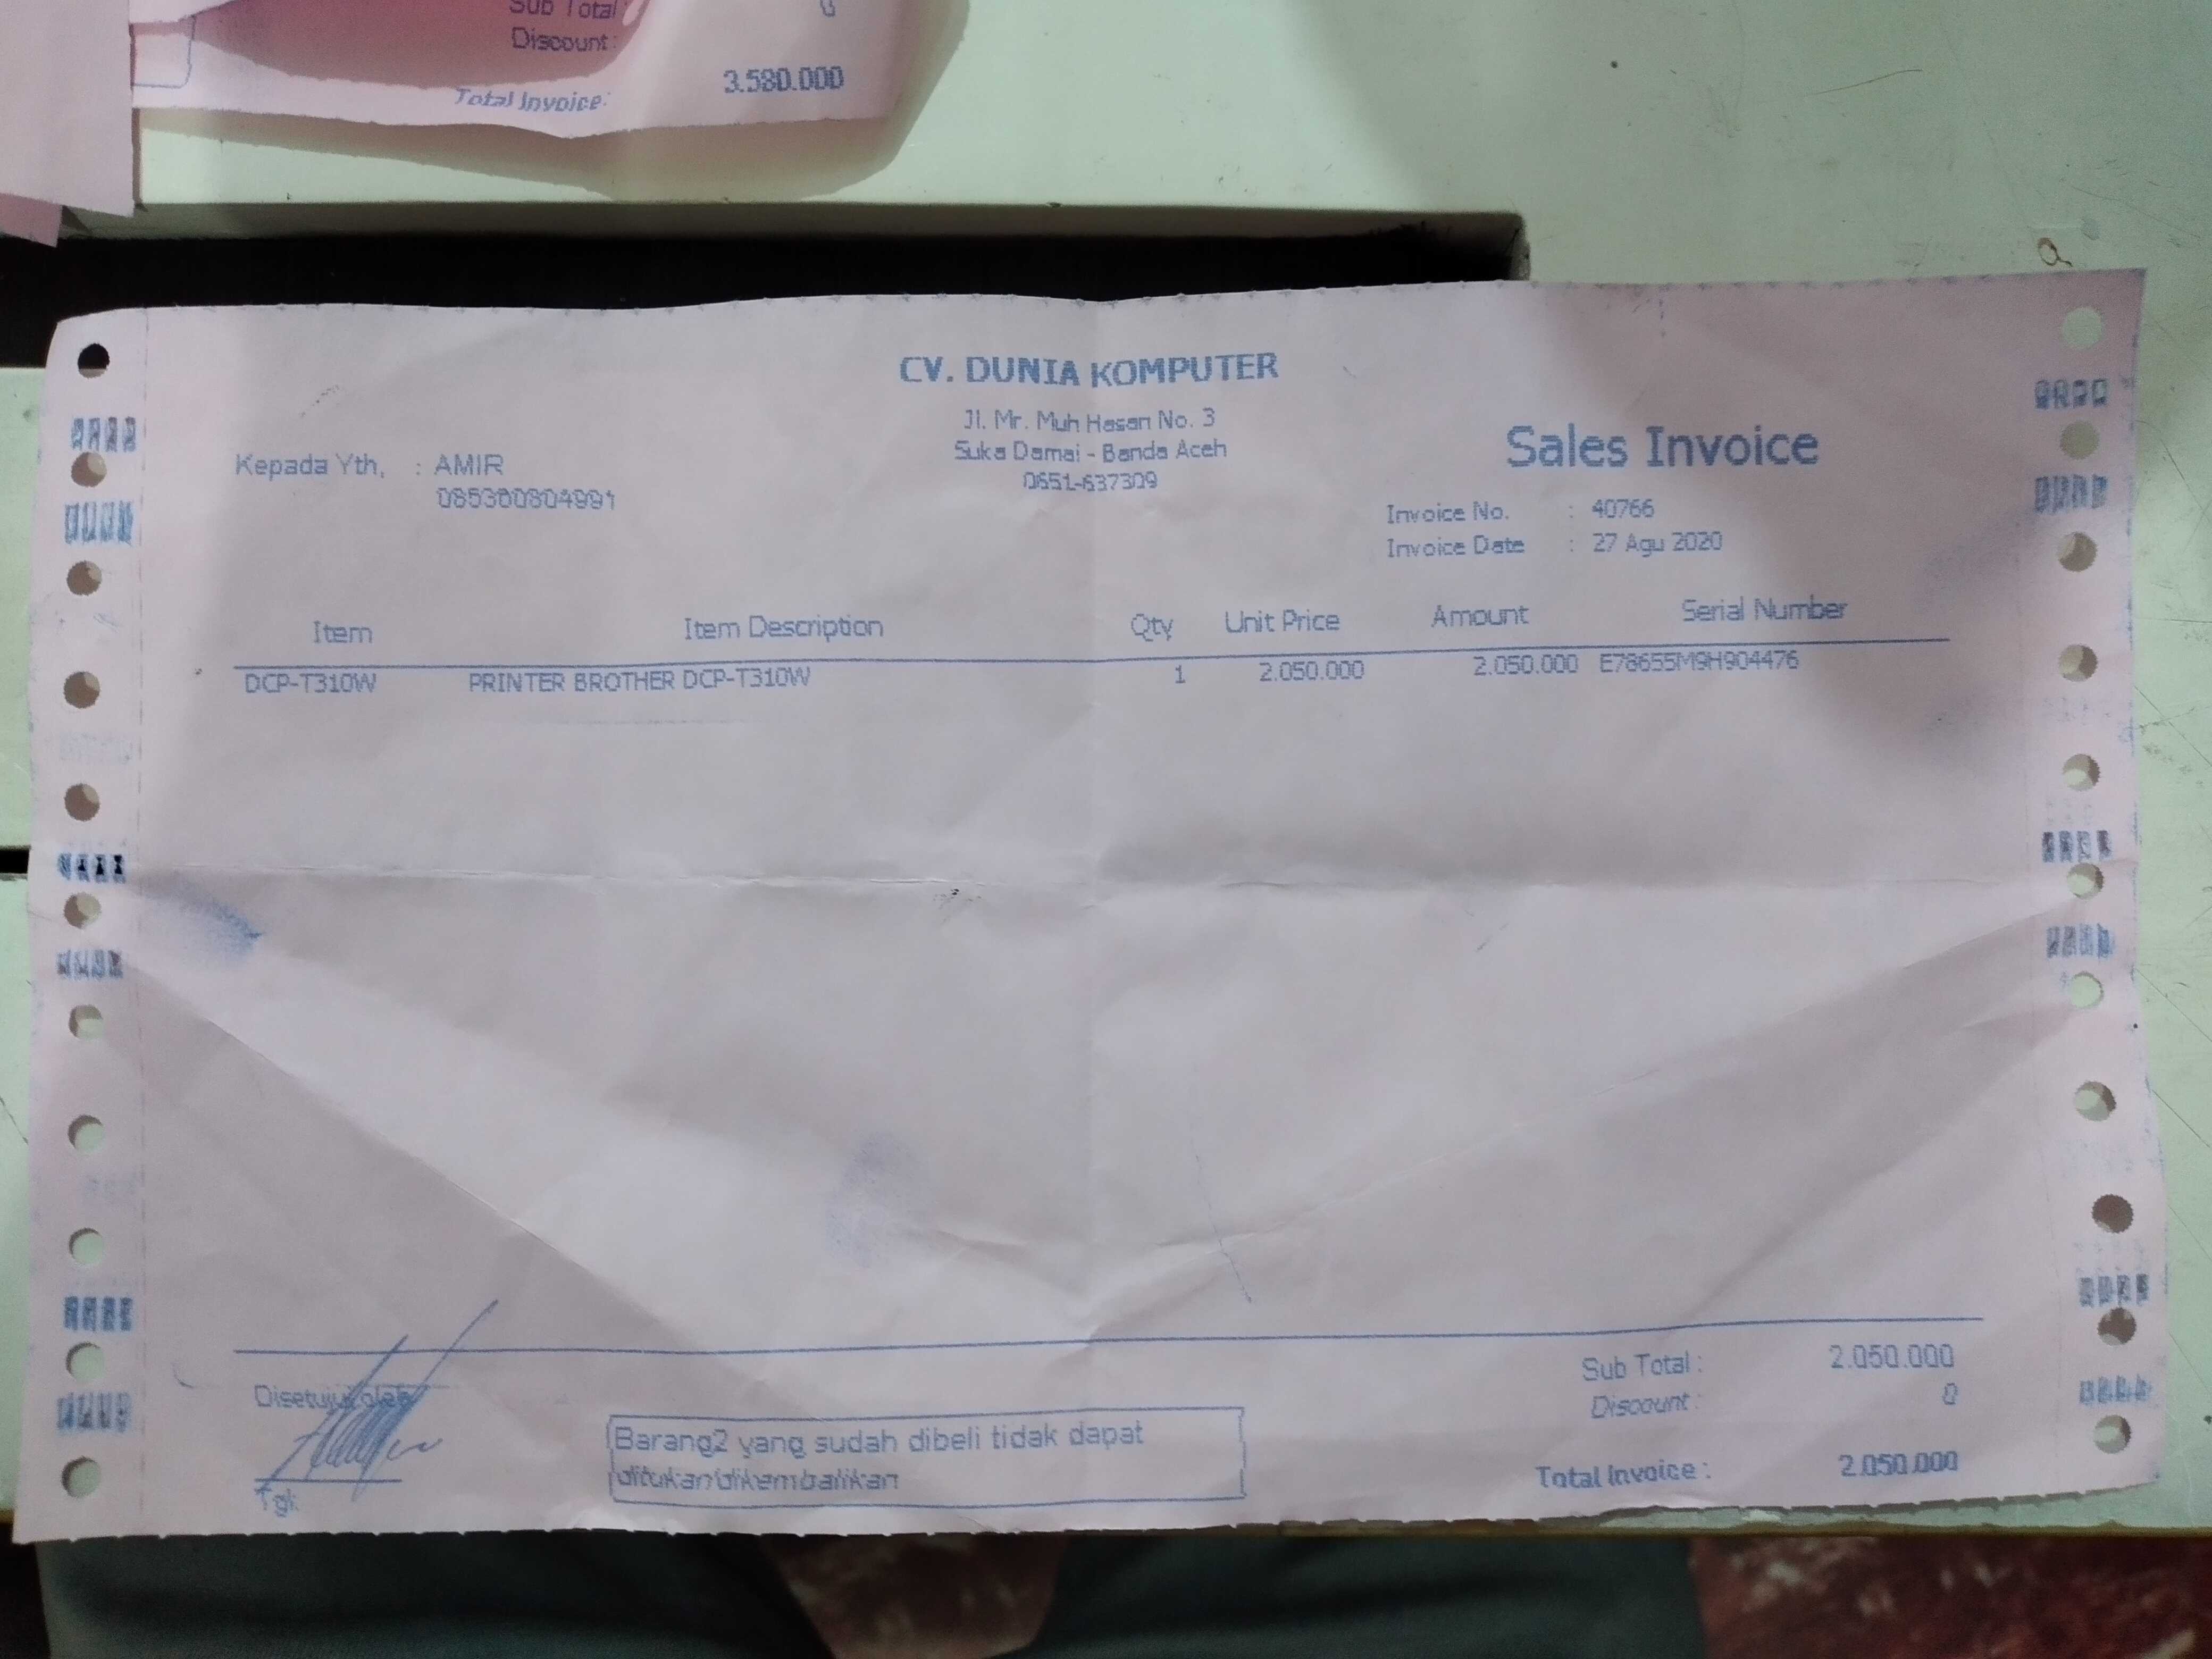 Sub Total :
0
Discount :
Total Invoice:
3.580.000
CV. DUNIA KOMPUTER
Jl. Mr. Muh Hasan No. 3
Suka Damai - Banda Aceh
0651-637309
Kepada Yth, : AMIR
085360804991
Sales Invoice
Invoice No. : 40766
Invoice Date : 27 Agu 2020
Item Item Description Qty Unit Price Amount Serial Number
DCP-T310W PRINTER BROTHER DCP-T310W 1 2.050.000 2.050.000 E78655M9H904476
Sub Total : 2.050.000
Discount : 0
Total Invoice : 2.050.000
Disetujui oleh
Tgl:
Barang2 yang sudah dibeli tidak dapat
ditukar/dikembalikan